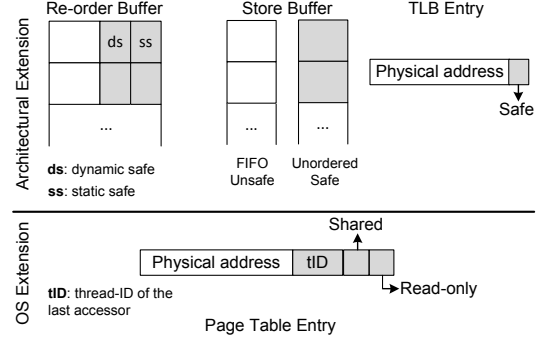 Re-order Buffer
Store Buffer
TLB Entry
Architectural Extension
ds
ss
Physical address
Safe
...
...
...
FIFO
Unsafe
Unordered
Safe
ds: dynamic safe
ss: static safe
OS Extension
Shared
Physical address
tID
Read-only
tID: thread-ID of the
last accessor
Page Table Entry